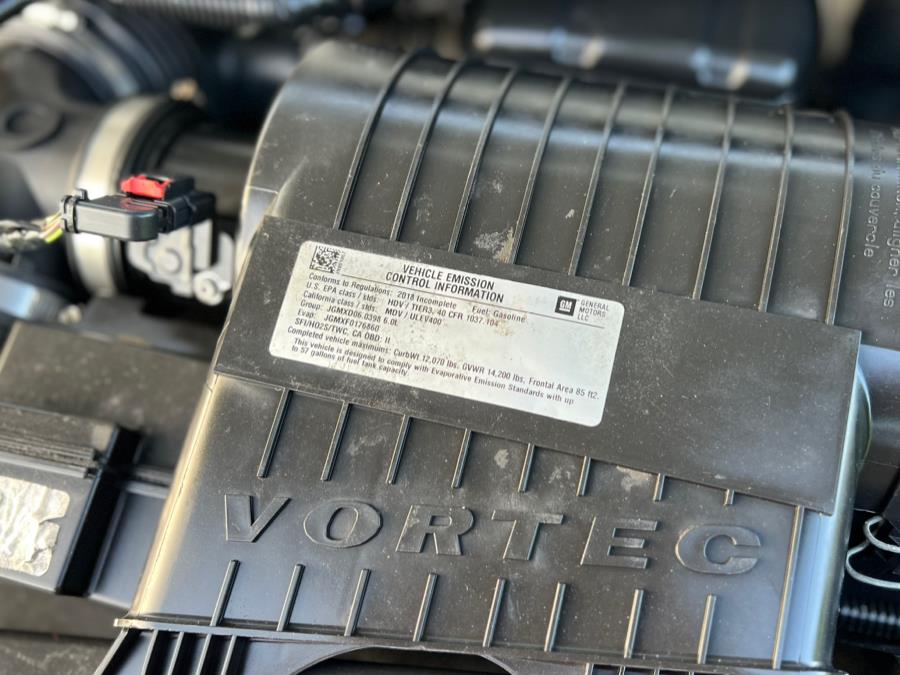 VEHICLE EMISSION
CONTROL INFORMATION
GM
GENERAL
MOTORS
LLC
Conforms to Regulations: 2018 Incomplete Fuel: Gasoline
U.S. EPA class / stds: HDV / TIER3, 40 CFR 1037.104
California class / stds: MDV / ULEV400
Group: JGMXD06.0398 6.0L
Evap: JGMXF0176860
SFI/HO2S/TWC, CA OBD: II
Completed vehicle maximums: CurbWt.12,070 lbs, GVWR 14,200 lbs, Frontal Area 85 ft2.
This vehicle is designed to comply with Evaporative Emission Standards with up
to 57 gallons of fuel tank capacity.
VORTEC
couvercle